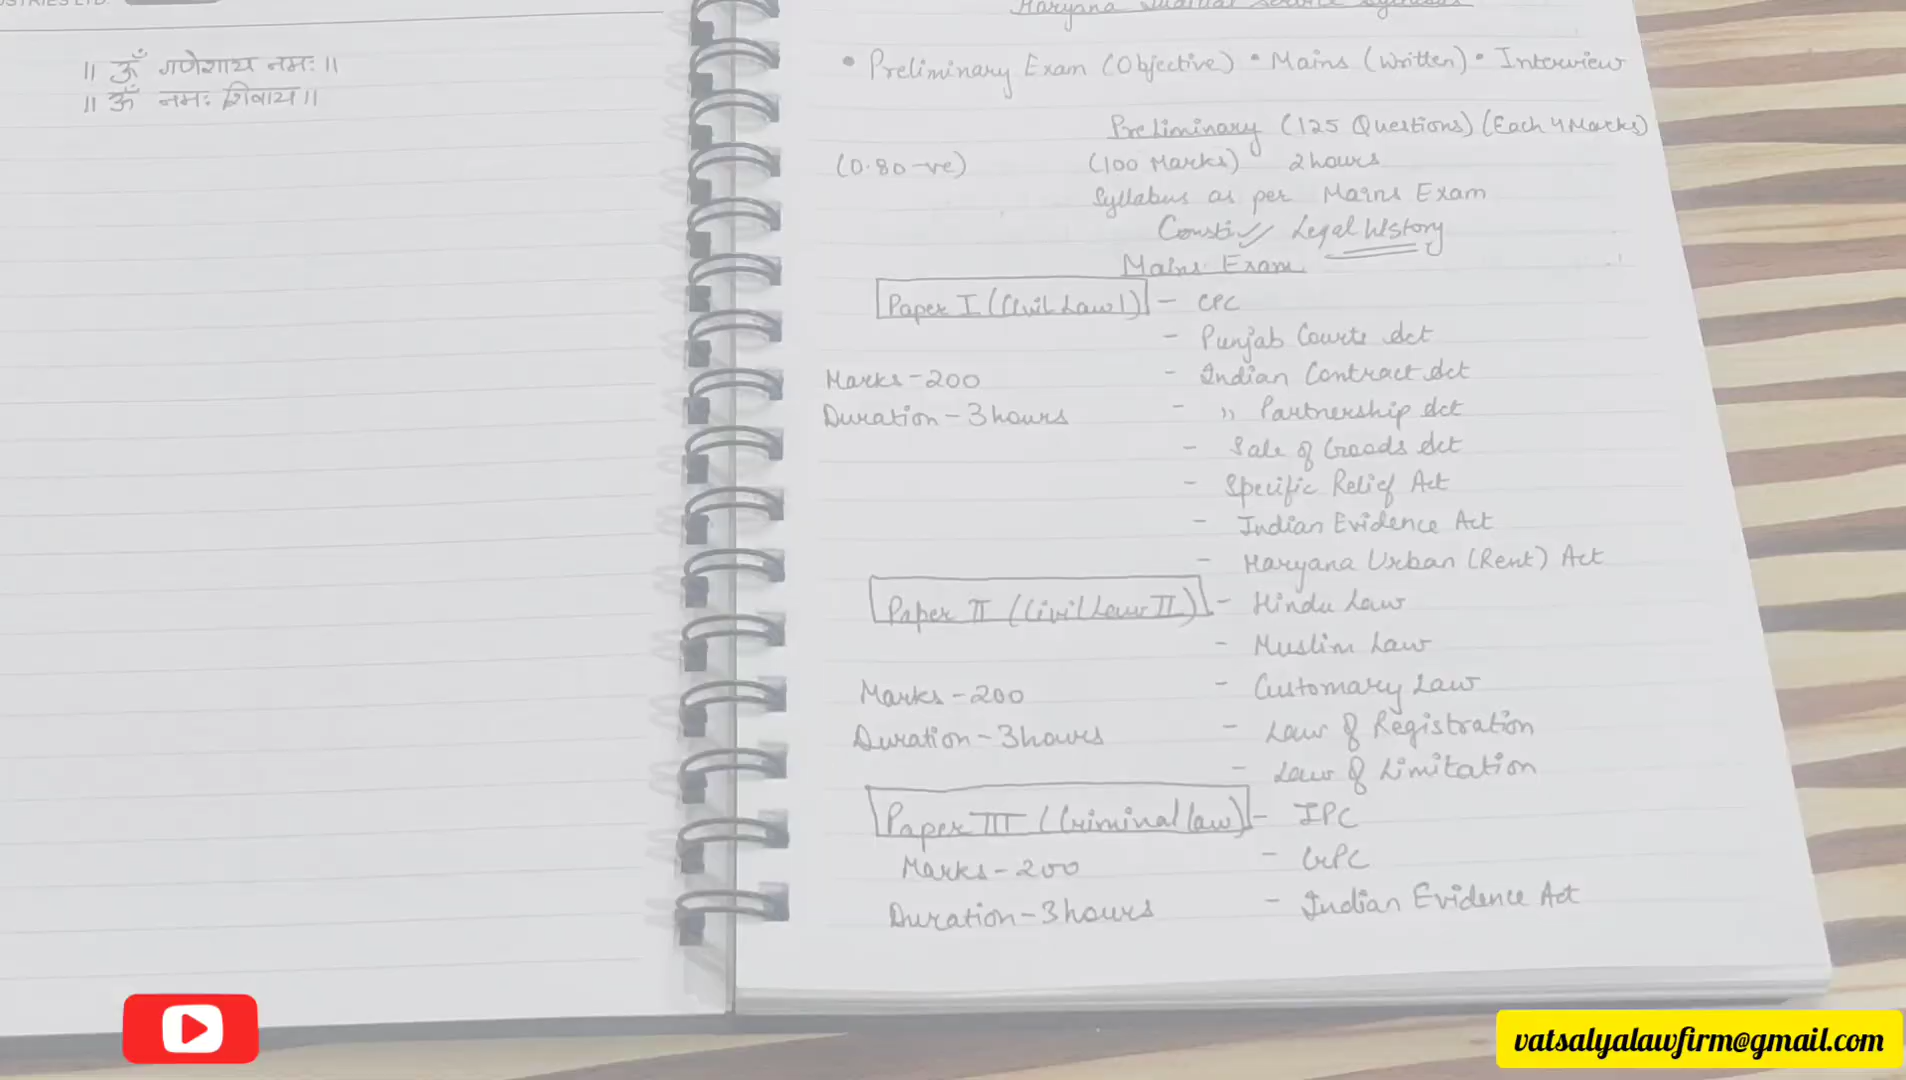 ॥ ॐ गणेशाय नमः ॥
॥ ॐ नमः शिवाय ॥
Haryana Judicial Service Syllabus
• Preliminary Exam (Objective) • Mains (Written) • Interview
Preliminary (125 Questions) (Each 4 Marks)
(0.80-ve) (100 Marks) 2 hours
Syllabus as per Mains Exam
Consti Legal history
Mains Exam
Paper I (Civil Law I) - CPC
- Punjab Courts Act
Marks-200 - Indian Contract Act
Duration-3 hours - ,, Partnership Act
- Sale of Goods Act
- Specific Relief Act
- Indian Evidence Act
- Haryana Urban (Rent) Act
Paper II (Civil Law II) - Hindu Law
- Muslim Law
Marks-200 - Customary Law
Duration-3 hours - Law of Registration
- Law of Limitation
Paper III (Criminal law) - IPC
Marks-200 - CrPC
Duration-3 hours - Indian Evidence Act
vatsalyalawfirm@gmail.com